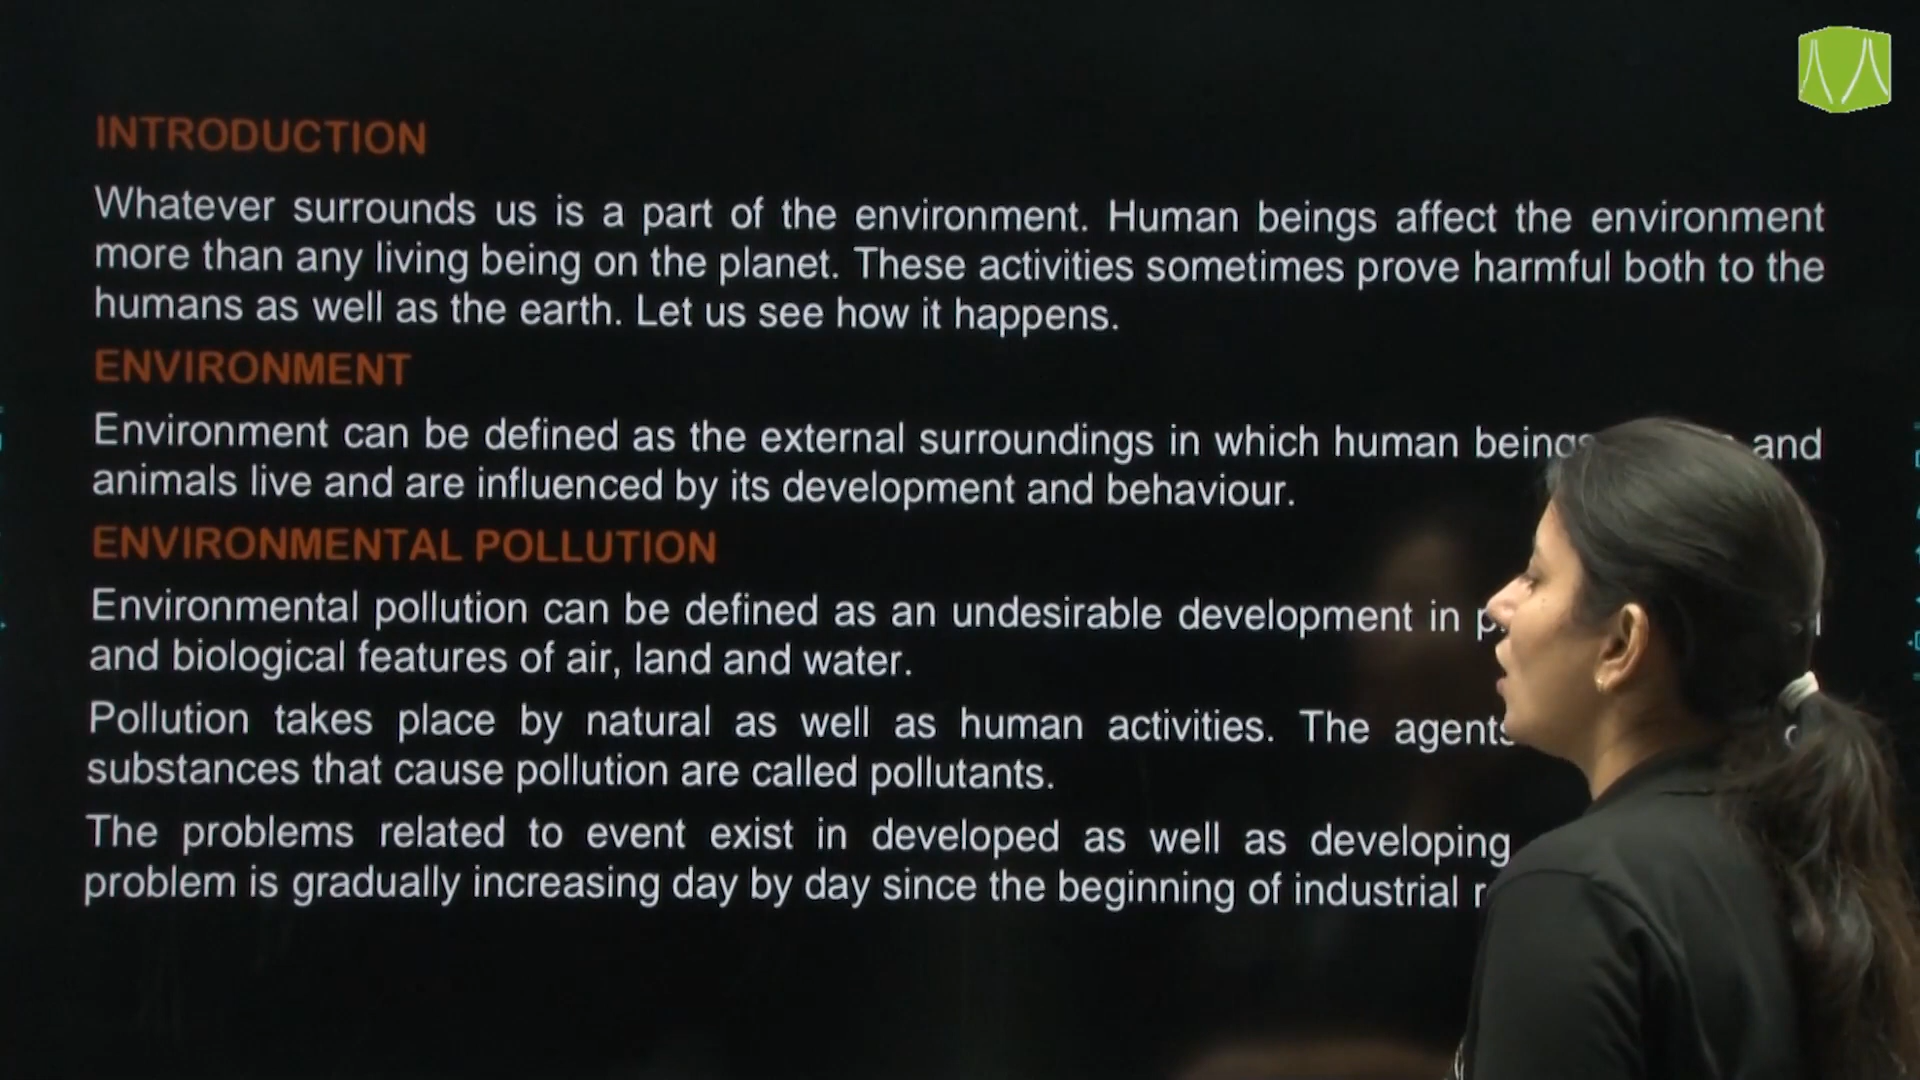 INTRODUCTION
Whatever surrounds us is a part of the environment. Human beings affect the environment
more than any living being on the planet. These activities sometimes prove harmful both to the
humans as well as the earth. Let us see how it happens.
ENVIRONMENT
Environment can be defined as the external surroundings in which human beings and
animals live and are influenced by its development and behaviour.
ENVIRONMENTAL POLLUTION
Environmental pollution can be defined as an undesirable development in
and biological features of air, land and water.
Pollution takes place by natural as well as human activities. The agents
substances that cause pollution are called pollutants.
The problems related to event exist in developed as well as developing
problem is gradually increasing day by day since the beginning of industrial